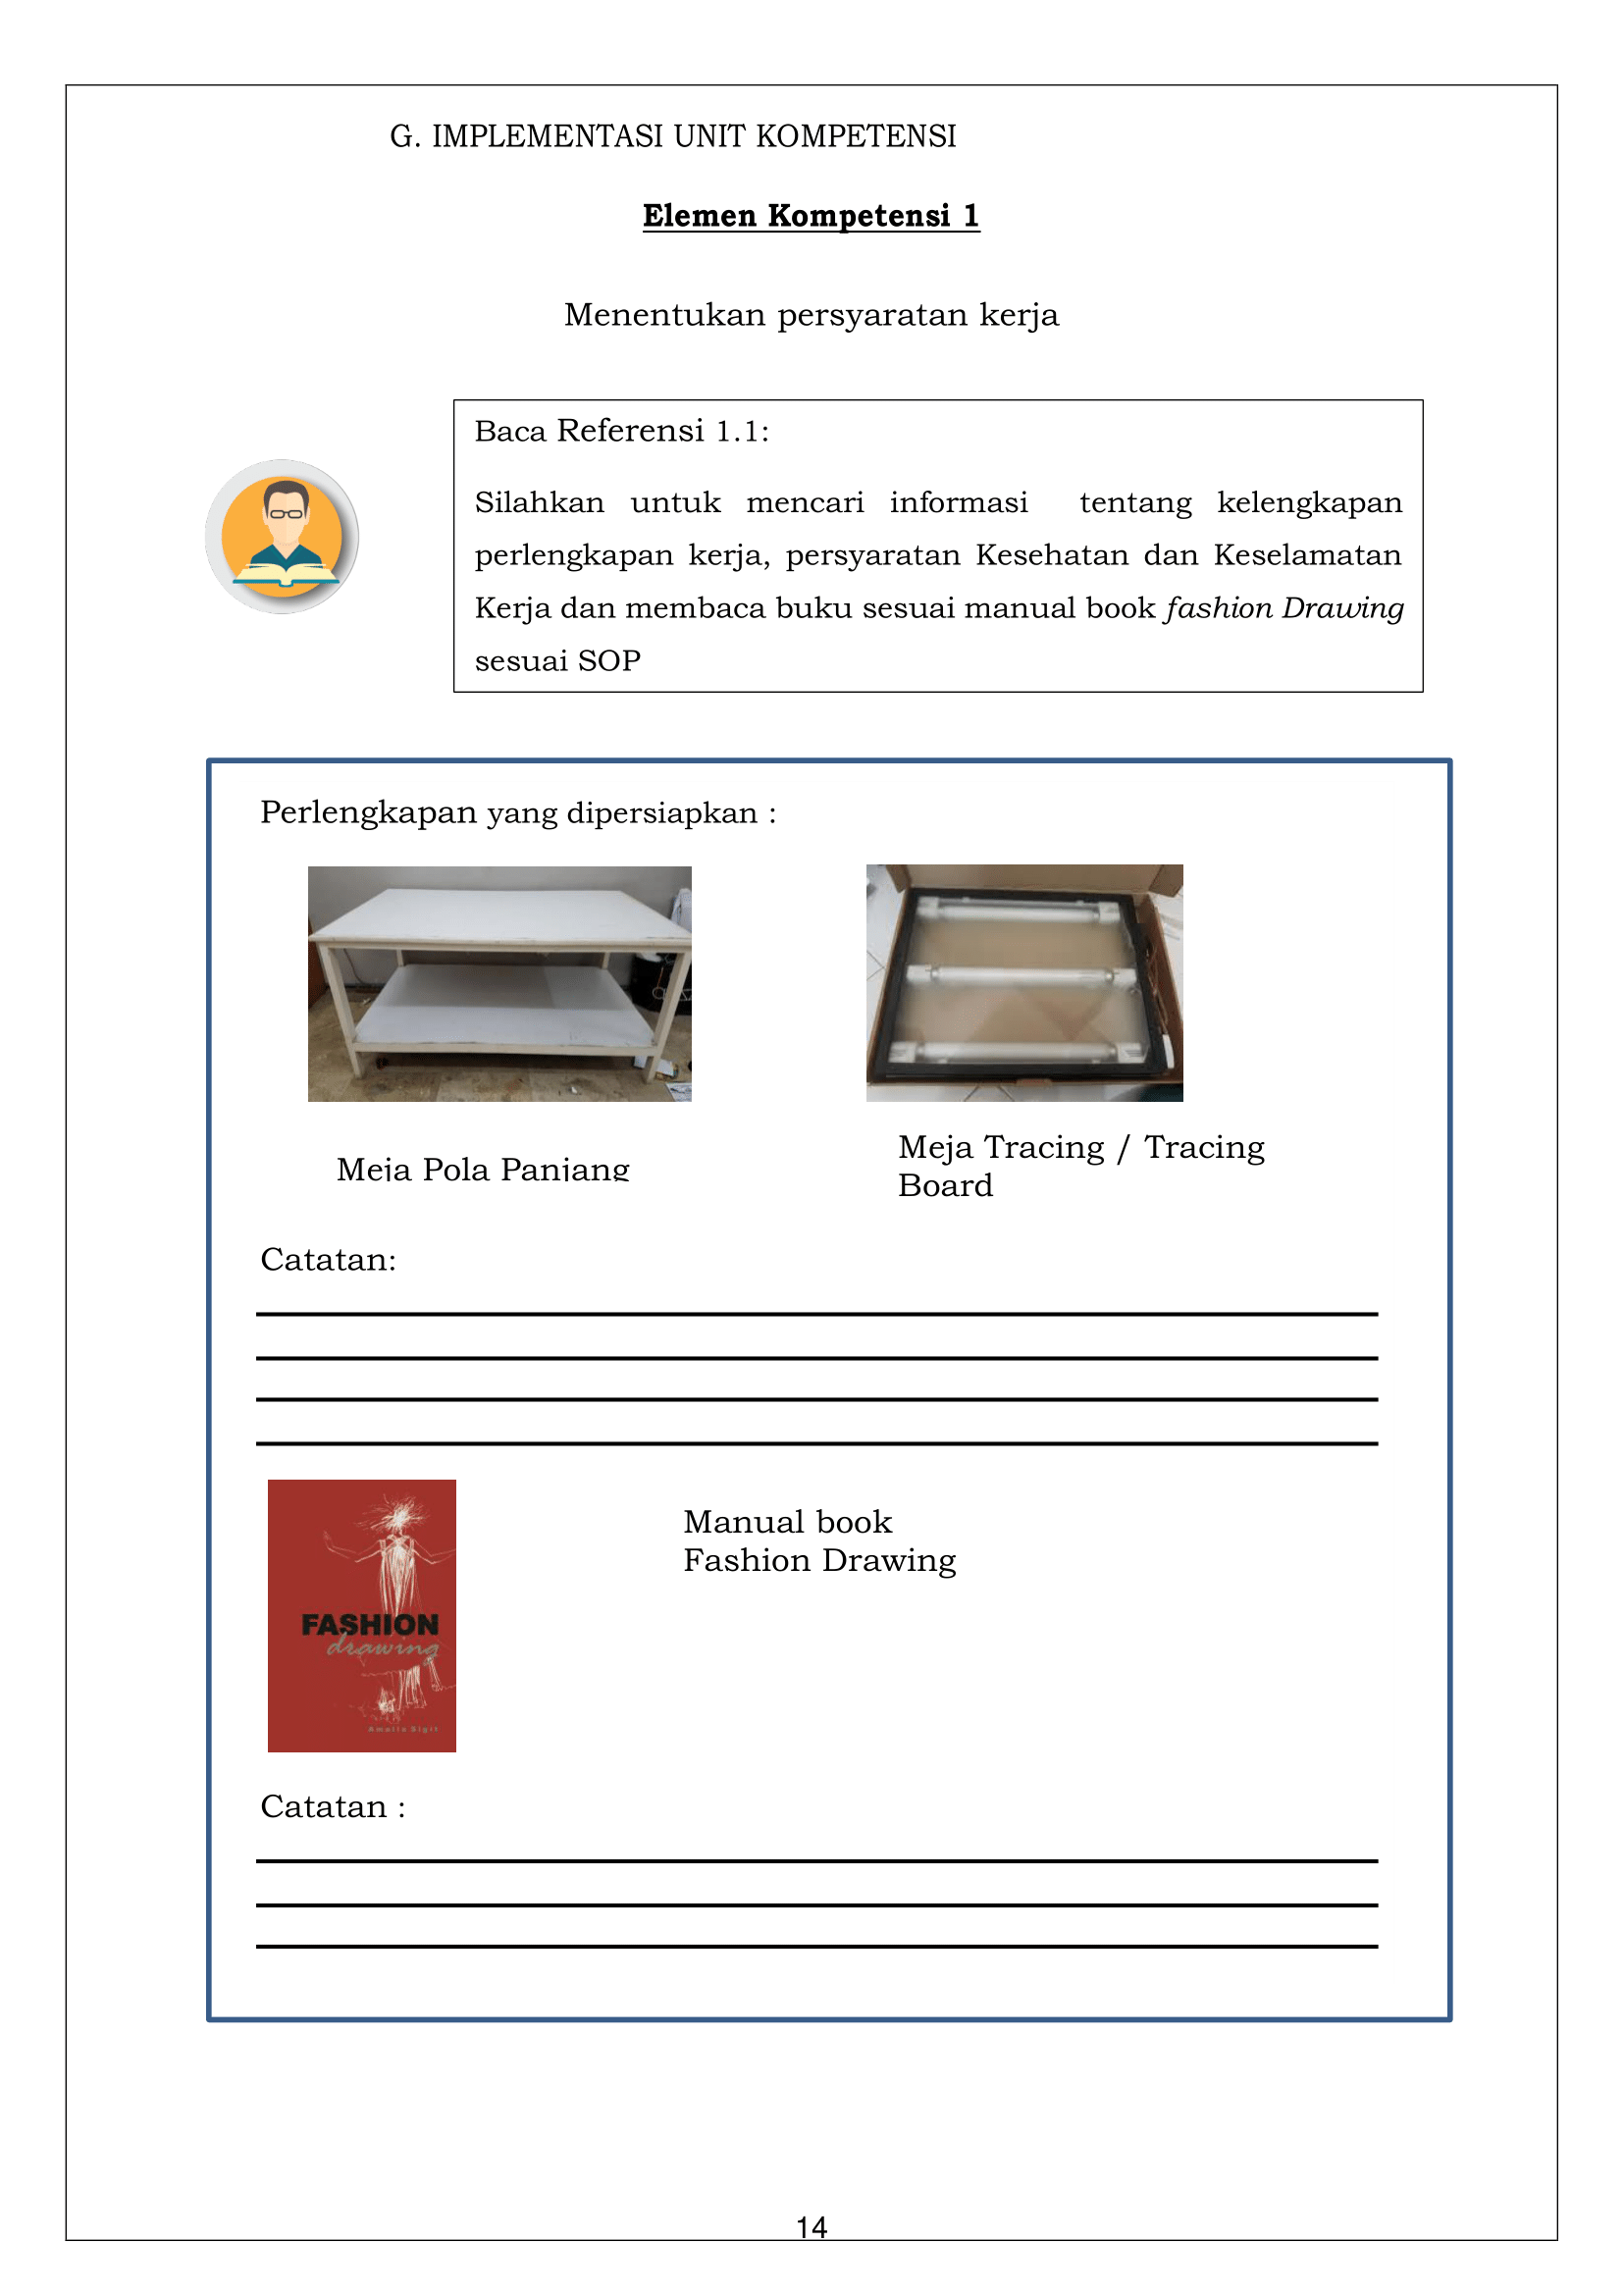 G. IMPLEMENTASI UNIT KOMPETENSI
Elemen Kompetensi 1
Menentukan persyaratan kerja
Baca Referensi 1.1:
Silahkan untuk mencari informasi tentang kelengkapan
perlengkapan kerja, persyaratan Kesehatan dan Keselamatan
Kerja dan membaca buku sesuai manual book fashion Drawing
sesuai SOP
Perlengkapan yang dipersiapkan :
Meja Pola Panjang
Meja Tracing / Tracing
Board
Catatan:
FASHION
drawing
Amalia Sigit
Manual book
Fashion Drawing
Catatan :
14